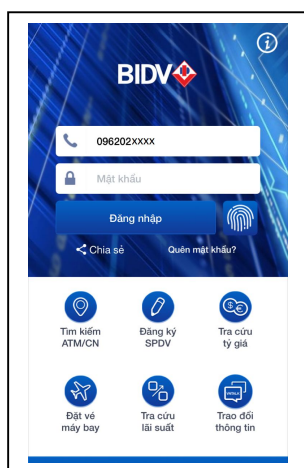 BIDV
096202xxxx
Mật khẩu
Đăng nhập
Chia sẻ
Quên mật khẩu?
Tìm kiếm
ATM/CN
Đăng ký
SPDV
Tra cứu
tỷ giá
Đặt vé
máy bay
Tra cứu
lãi suất
Trao đổi
thông tin